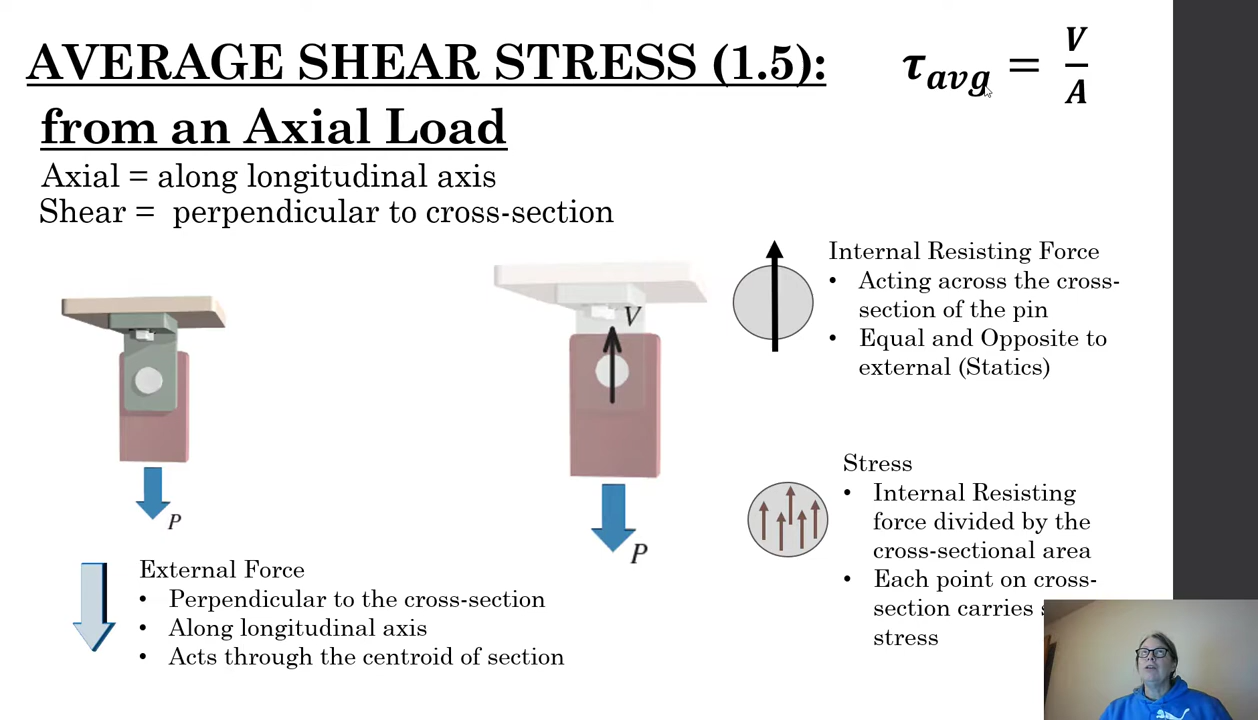 AVERAGE SHEAR STRESS (1.5):
from an Axial Load
τavg = V/A
Axial = along longitudinal axis
Shear = perpendicular to cross-section
P
External Force
• Perpendicular to the cross-section
• Along longitudinal axis
• Acts through the centroid of section
V
P
Internal Resisting Force
• Acting across the cross-
section of the pin
• Equal and Opposite to
external (Statics)
Stress
• Internal Resisting
force divided by the
cross-sectional area
• Each point on cross-
section carries
stress